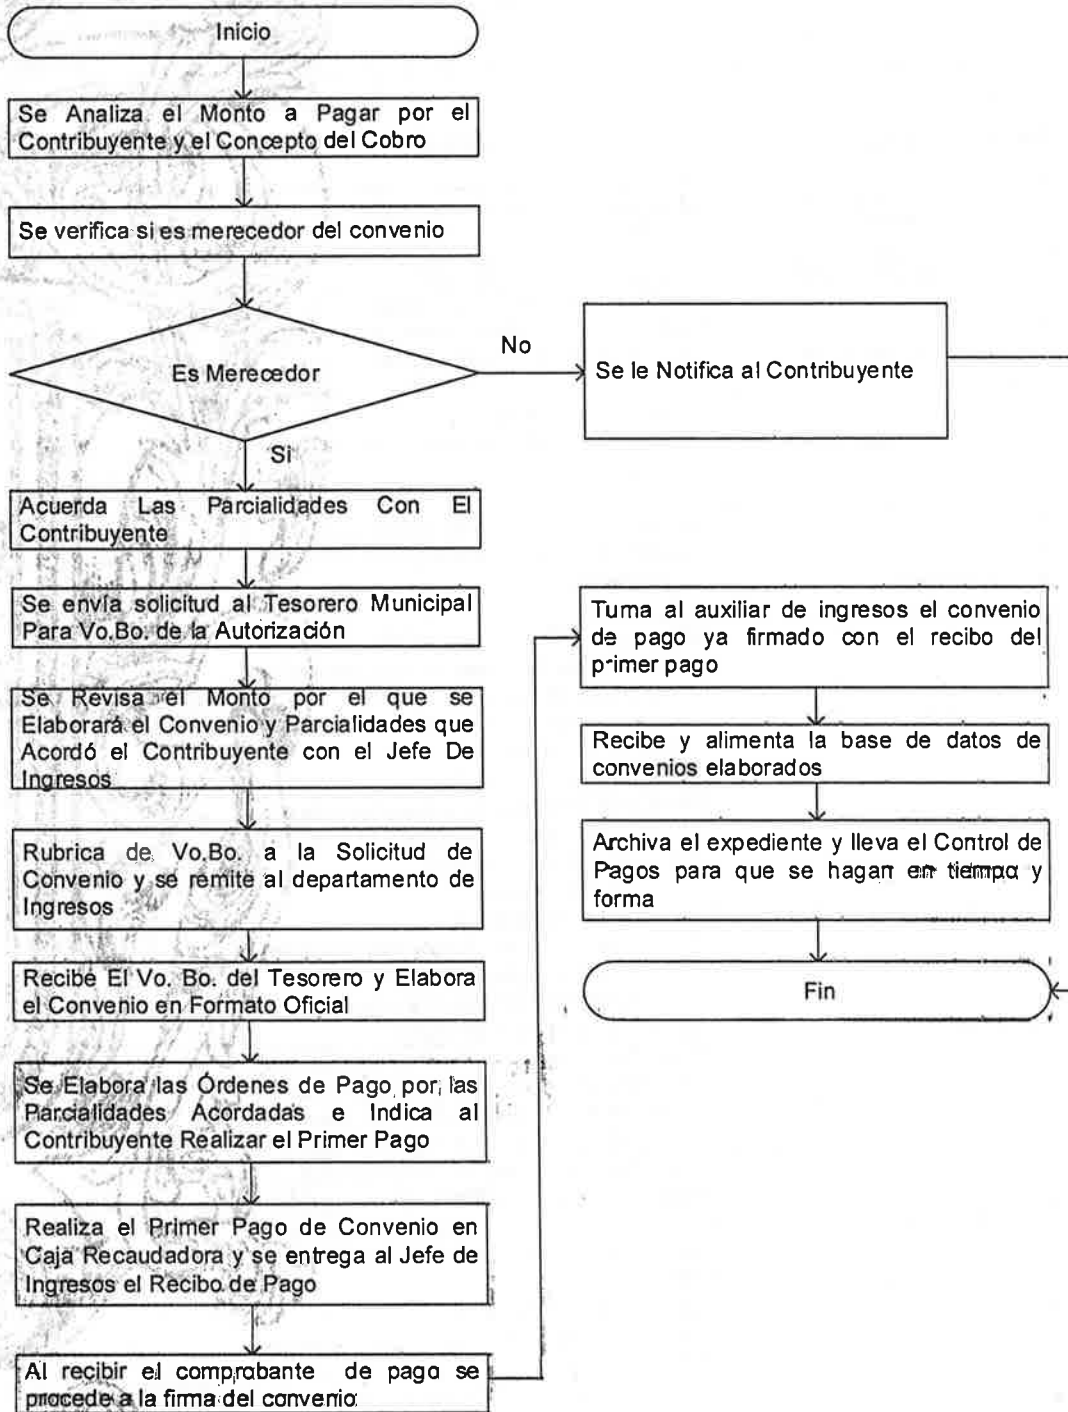 Inicio
Se Analiza el Monto a Pagar por el
Contribuyente y el Concepto del Cobro
Se verifica si es merecedor del convenio
Es Merecedor
No
Se le Notifica al Contribuyente
Si
Acuerda Las Parcialidades Con El
Contribuyente
Se envía solicitud al Tesorero Municipal
Para Vo.Bo. de la Autorización
Se Revisa el Monto por el que se
Elaborará el Convenio y Parcialidades que
Acordó el Contribuyente con el Jefe De
Ingresos
Rubrica de Vo.Bo. a la Solicitud de
Convenio y se remite al departamento de
Ingresos
Recibe El Vo. Bo. del Tesorero y Elabora
el Convenio en Formato Oficial
Se Elabora las Órdenes de Pago por las
Parcialidades Acordadas e Indica al
Contribuyente Realizar el Primer Pago
Realiza el Primer Pago de Convenio en
Caja Recaudadora y se entrega al Jefe de
Ingresos el Recibo de Pago
Al recibir el comprobante de pago se
procede a la firma del convenio
Turna al auxiliar de ingresos el convenio
de pago ya firmado con el recibo del
primer pago
Recibe y alimenta la base de datos de
convenios elaborados
Archiva el expediente y lleva el Control de
Pagos para que se hagan en tiempo y
forma
Fin